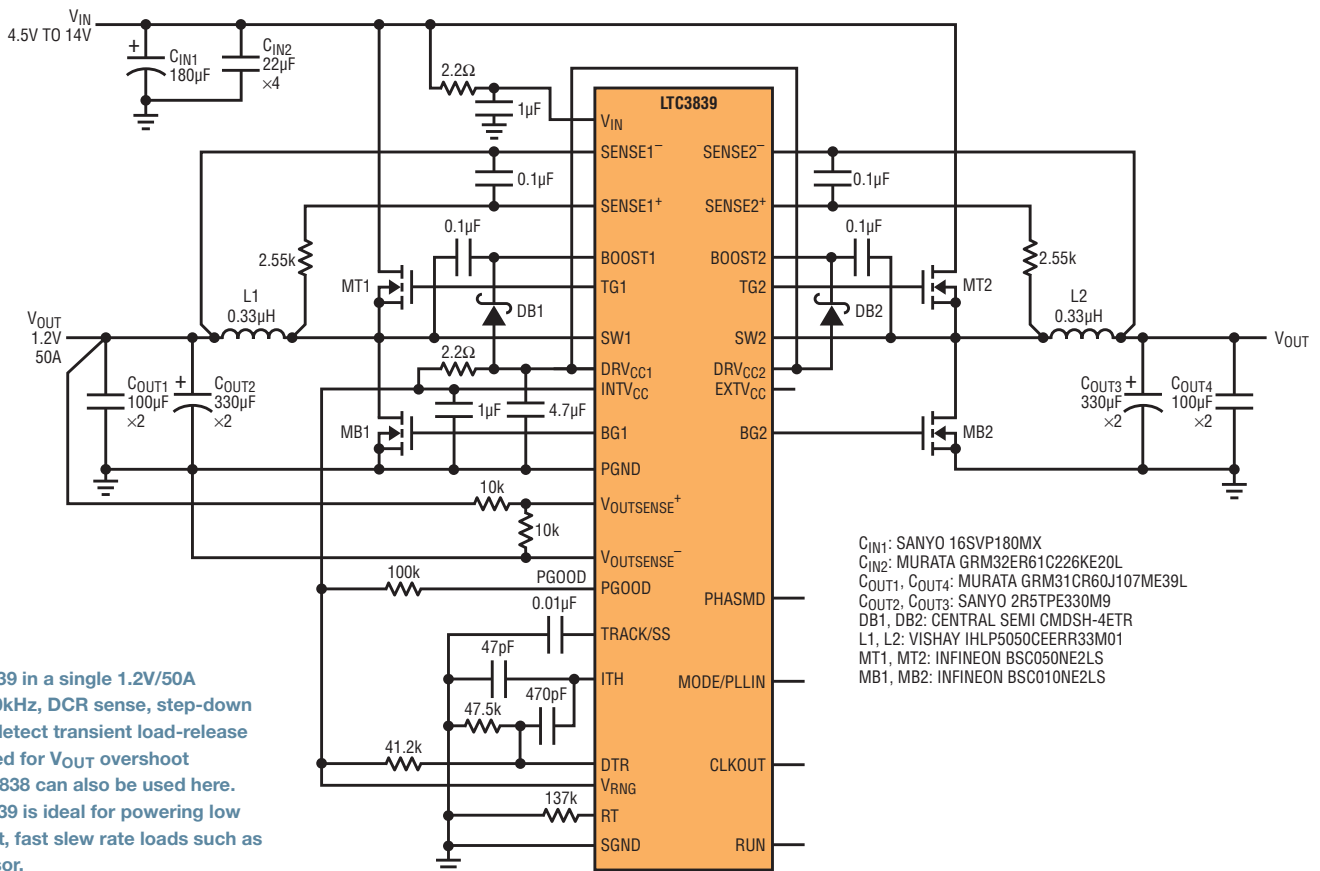 VIN
4.5V TO 14V
+
CIN1
180µF
CIN2
22µF
×4
2.2Ω
1µF
LTC3839
VIN
SENSE1–
SENSE2–
0.1µF
0.1µF
SENSE1+
SENSE2+
0.1µF
0.1µF
BOOST1
BOOST2
2.55k
2.55k
MT1
TG1
TG2
MT2
L1
0.33µH
DB1
DB2
L2
0.33µH
VOUT
1.2V
50A
SW1
SW2
VOUT
2.2Ω
DRVCC1
DRVCC2
INTVCC
EXTVCC
COUT1
100µF
×2
+
COUT2
330µF
×2
1µF
4.7µF
COUT3
330µF
×2
+
COUT4
100µF
×2
MB1
BG1
BG2
MB2
PGND
10k
VOUTSENSE+
10k
VOUTSENSE–
100k
PGOOD
PGOOD
PHASMD
0.01µF
TRACK/SS
47pF
ITH
MODE/PLLIN
470pF
47.5k
41.2k
DTR
CLKOUT
VRNG
137k
RT
SGND
RUN
CIN1: SANYO 16SVP180MX
CIN2: MURATA GRM32ER61C226KE20L
COUT1, COUT4: MURATA GRM31CR60J107ME39L
COUT2, COUT3: SANYO 2R5TPE330M9
DB1, DB2: CENTRAL SEMI CMDSH-4ETR
L1, L2: VISHAY IHLP5050CEERR33M01
MT1, MT2: INFINEON BSC050NE2LS
MB1, MB2: INFINEON BSC010NE2LS
39 in a single 1.2V/50A
0kHz, DCR sense, step-down
detect transient load-release
ed for VOUT overshoot
838 can also be used here.
39 is ideal for powering low
t, fast slew rate loads such as
sor.